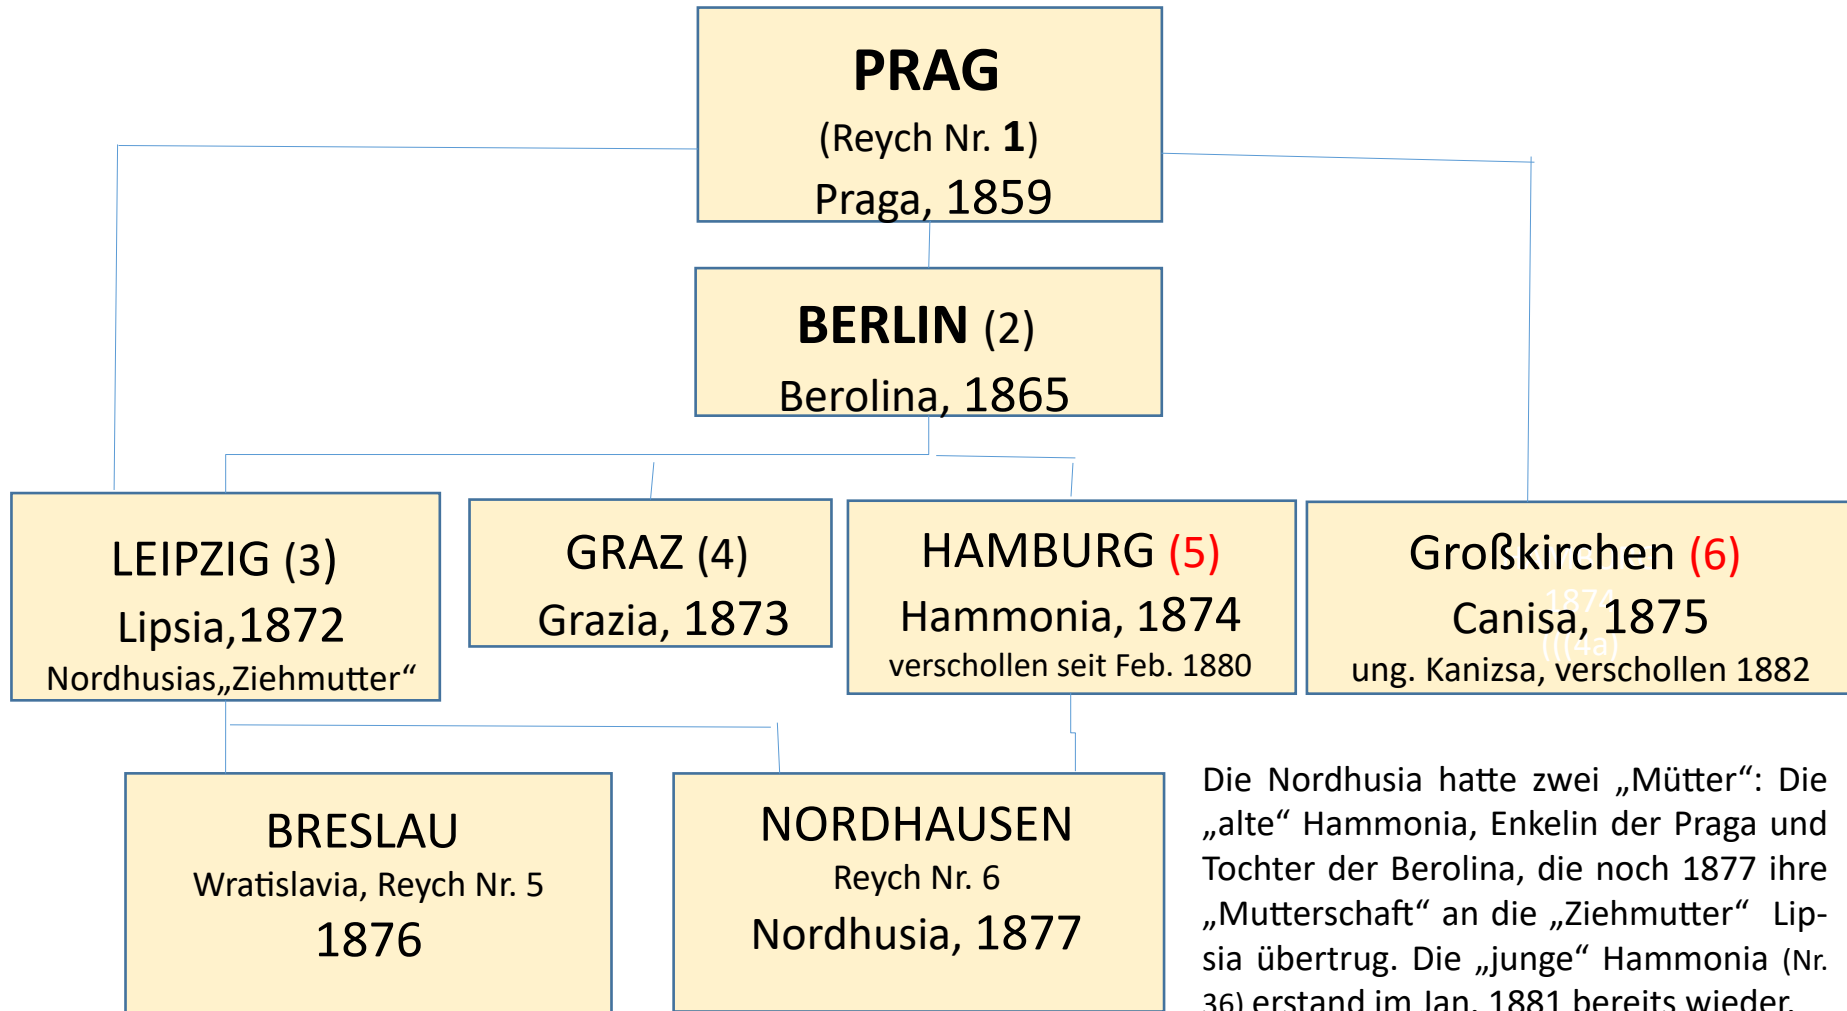 PRAG
(Reych Nr. 1)
Praga, 1859
BERLIN (2)
Berolina, 1865
LEIPZIG (3)
Lipsia,1872
Nordhusias„Ziehmutter“
GRAZ (4)
Grazia, 1873
HAMBURG (5)
Hammonia, 1874
verschollen seit Feb. 1880
Großkirchen (6)
1874
Canisa, 1875
(((4a)
ung. Kanizsa, verschollen 1882
BRESLAU
Wratislavia, Reych Nr. 5
1876
NORDHAUSEN
Reych Nr. 6
Nordhusia, 1877
Die Nordhusia hatte zwei „Mütter“: Die
„alte“ Hammonia, Enkelin der Praga und
Tochter der Berolina, die noch 1877 ihre
„Mutterschaft“ an die „Ziehmutter“ Lip-
sia übertrug. Die „junge“ Hammonia (Nr.
36) erstand im Jan. 1881 bereits wieder.